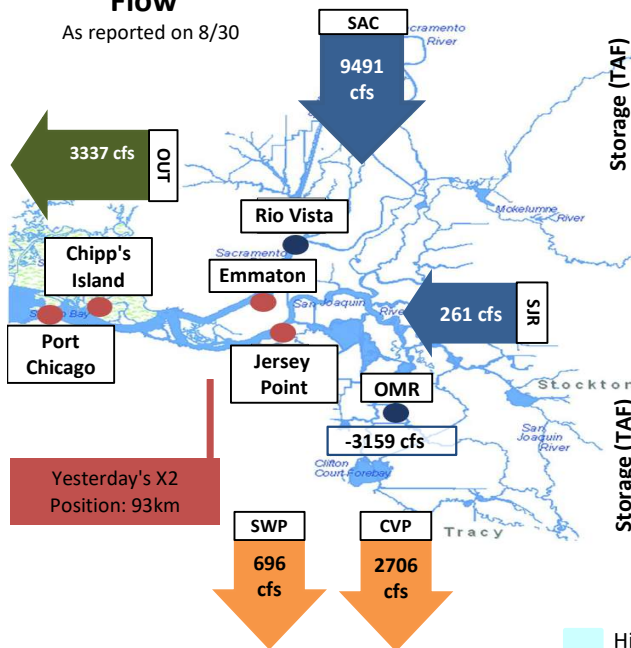 Flow
As reported on 8/30
SAC
9491
cfs
Sacramento
River
Storage (TAF)
3337 cfs
OUT
Mokelumne
River
Rio Vista
Chipp's
Island
Sacramento
Emmaton
San Joaquin
River
261 cfs
SJR
Port
Chicago
Jersey
Point
OMR
Stockton
-3159 cfs
San
Joaquin
River
Storage (TAF)
Clifton
Court Forebay
Yesterday's X2
Position: 93km
SWP
CVP
Tracy
696
cfs
2706
cfs